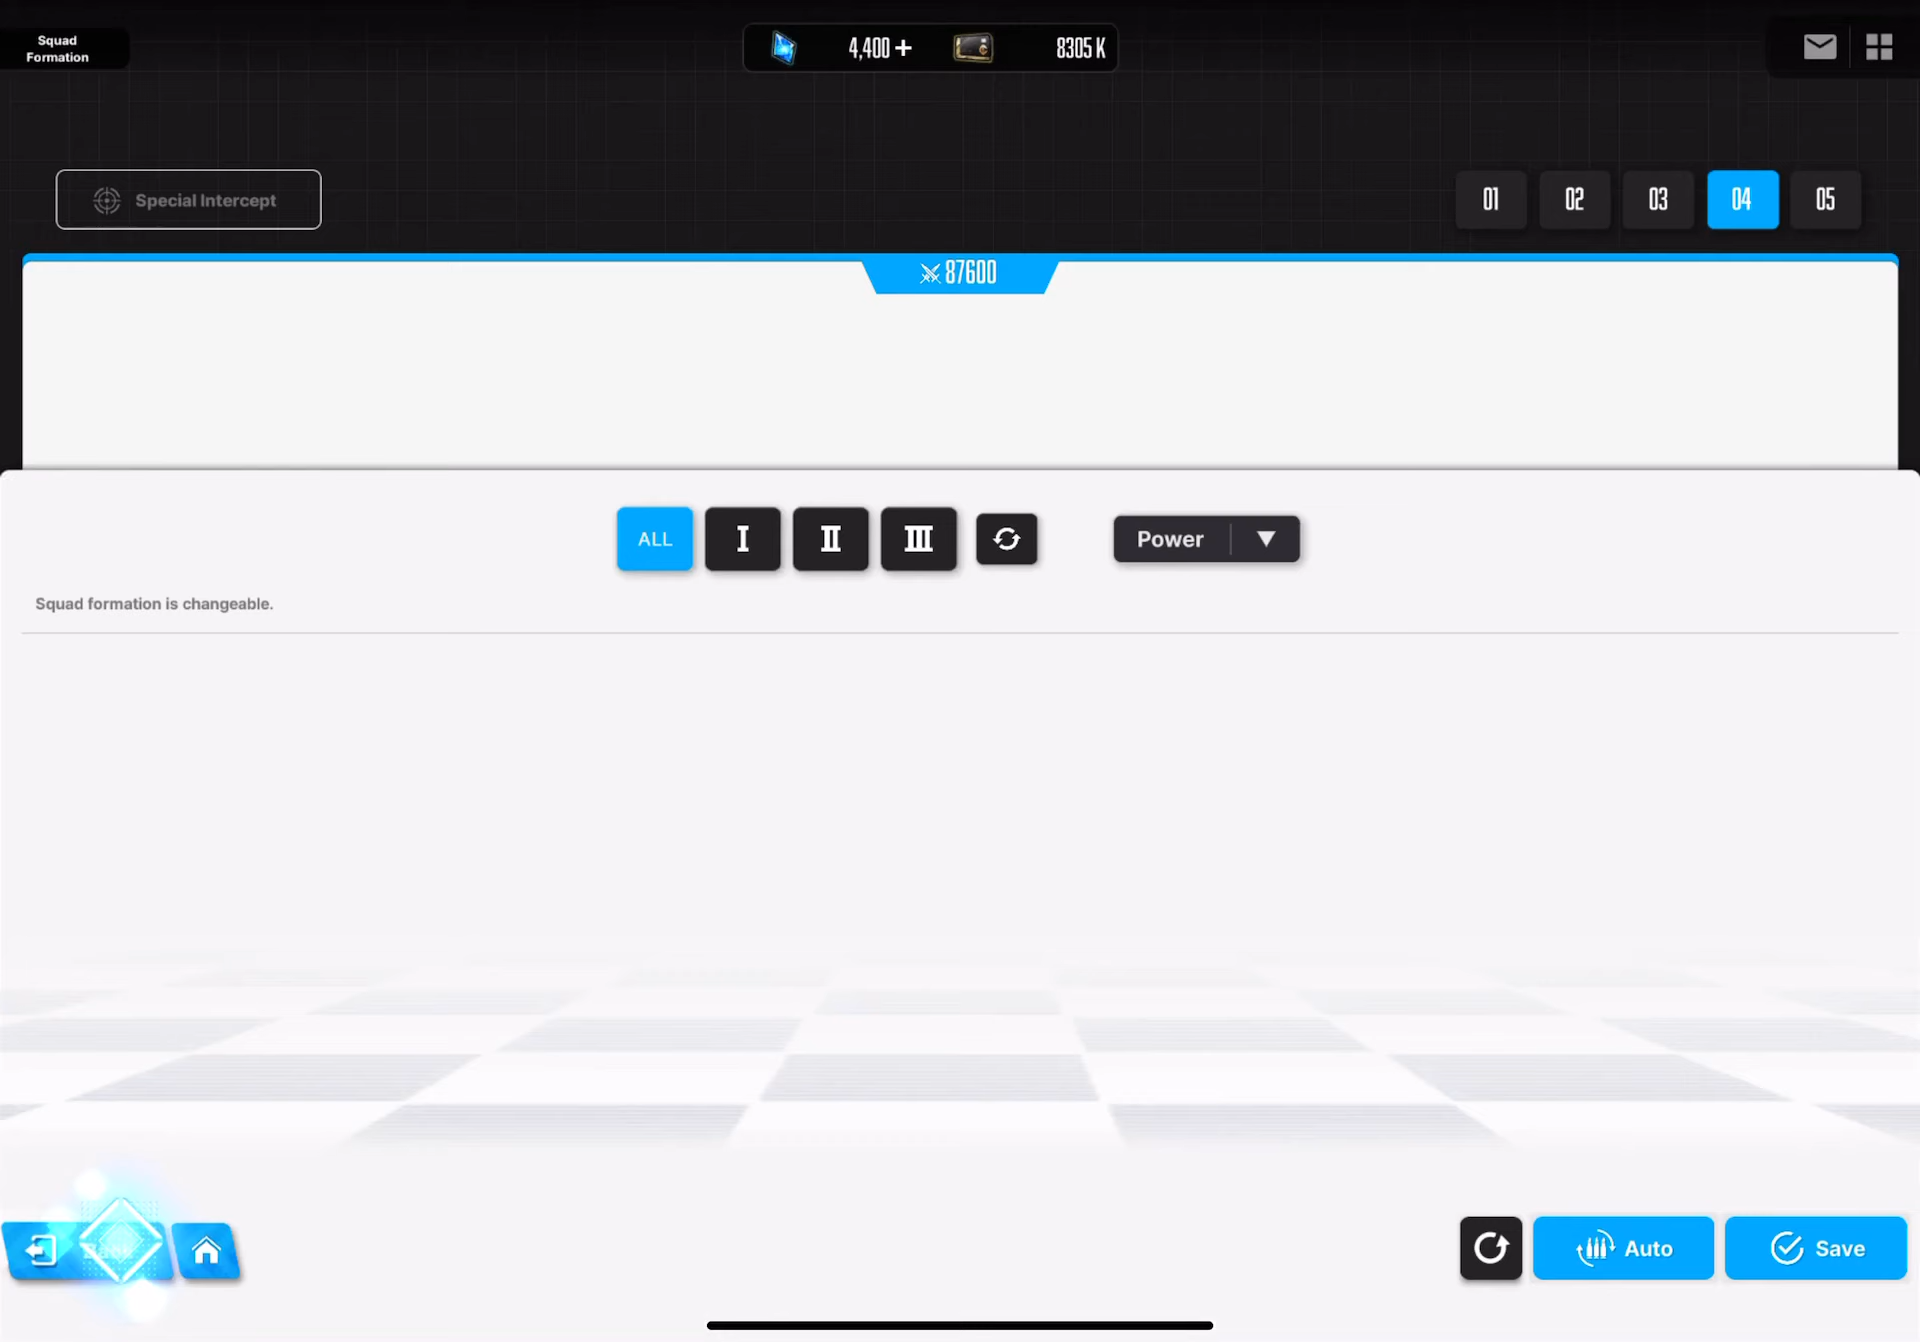 Squad
Formation
4,400
8305 K
Special Intercept
01
02
03
04
05
87600
ALL
I
II
III
Power
Squad formation is changeable.
Auto
Save